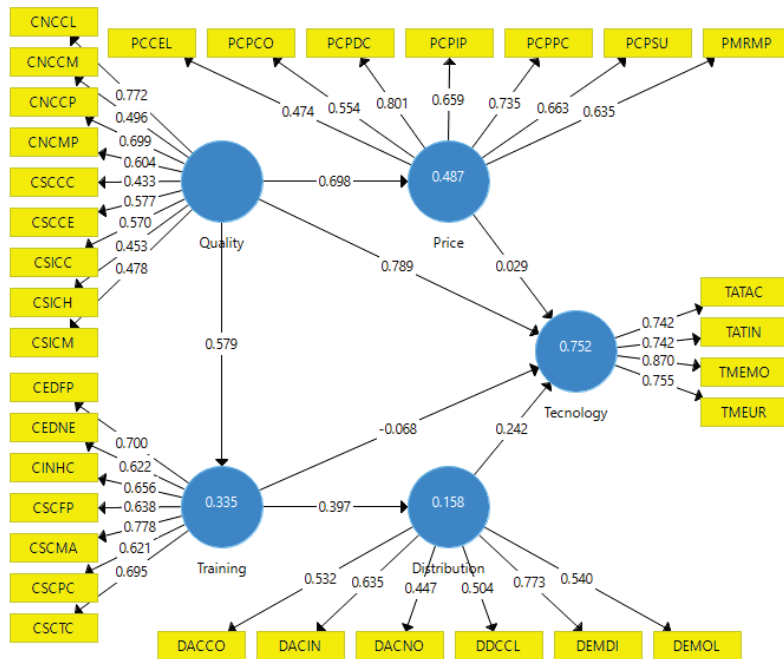 CNCCL
PCCEL
PCPCO
PCPDC
PCPIP
PCPPC
PCPSU
PMRMP
CNCCM
CNCCP
CNCMP
CSCCC
CSCCE
CSICC
CSICH
CSICM
0.772
0.496
0.699
0.604
0.433
0.577
0.570
0.453
0.478
0.474
0.554
0.801
0.659
0.735
0.663
0.635
0.698
0.487
Quality
Price
0.789
0.029
0.579
0.752
Tecnology
TATAC
TATIN
TMEMO
TMEUR
0.742
0.742
0.870
0.755
CEDFP
CEDNE
CINHC
CSCFP
CSCMA
CSCPC
CSCTC
0.700
0.622
0.656
0.638
0.778
0.621
0.695
-0.068
0.242
0.335
0.397
0.158
Training
Distribution
0.532
0.635
0.447
0.504
0.773
0.540
DACCO
DACIN
DACNO
DDCCL
DEMDI
DEMOL